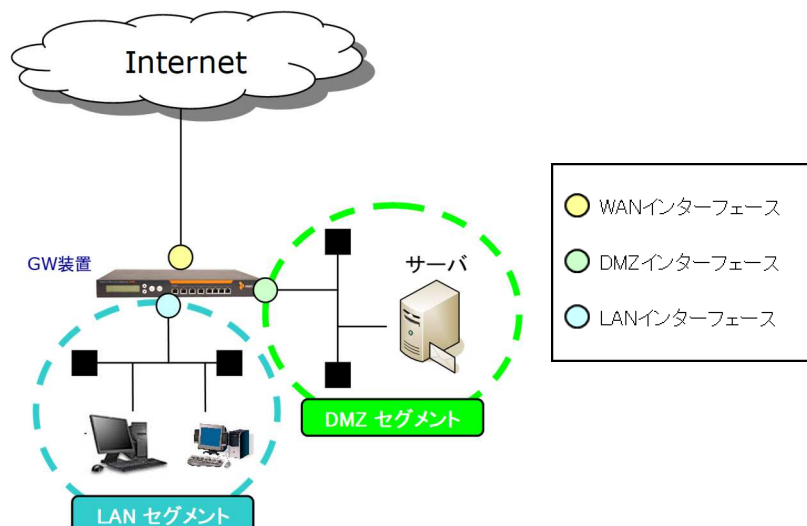 Internet
GW装置
サーバ
DMZ セグメント
LAN セグメント
WANインターフェース
DMZインターフェース
LANインターフェース